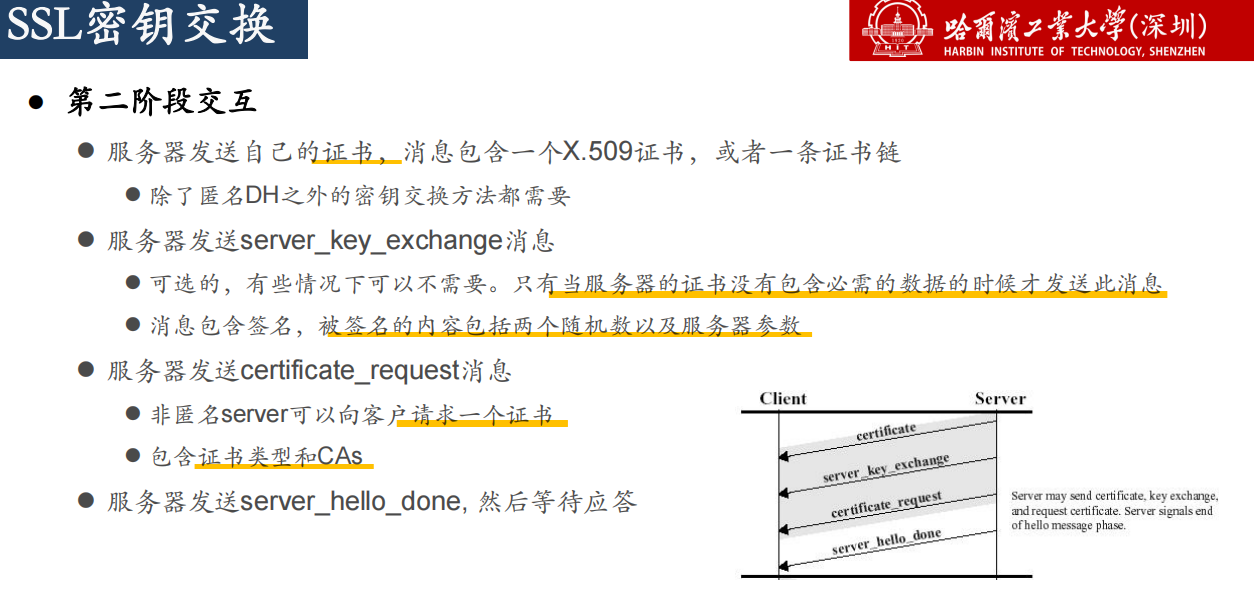 SSL密钥交换
哈尔滨工业大学(深圳)
HARBIN INSTITUTE OF TECHNOLOGY, SHENZHEN
HIT
● 第二阶段交互
● 服务器发送自己的证书，消息包含一个X.509证书，或者一条证书链
● 除了匿名DH之外的密钥交换方法都需要
● 服务器发送server_key_exchange消息
● 可选的，有些情况下可以不需要。只有当服务器的证书没有包含必需的数据的时候才发送此消息
● 消息包含签名，被签名的内容包括两个随机数以及服务器参数
● 服务器发送certificate_request消息
● 非匿名server可以向客户请求一个证书
● 包含证书类型和CAs
● 服务器发送server_hello_done, 然后等待应答
Client Server
certificate
server_key_exchange
certificate_request
server_hello_done
Server may send certificate, key exchange,
and request certificate. Server signals end
of hello message phase.